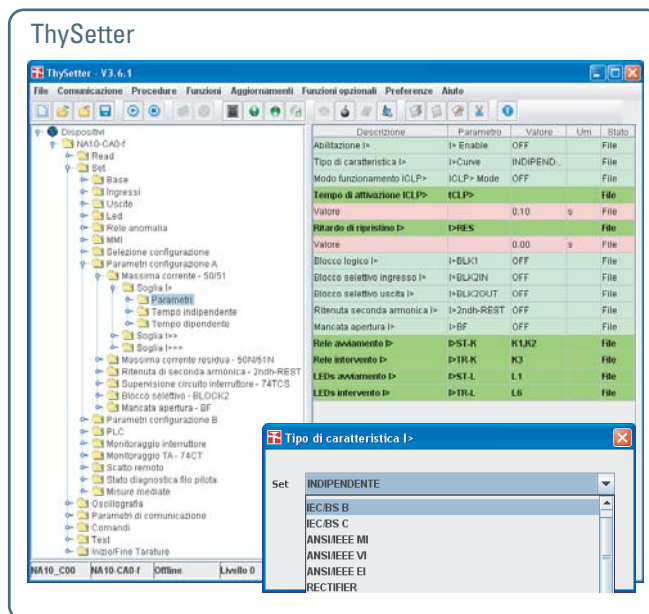 ThySetter
ThySetter - V3.6.1
File Comunicazione Procedure Funzioni Aggiornamenti Funzioni opzionali Preferenze Aiuto
Dispositivi
NA10-CA0-f
Read
Set
Base
Ingressi
Uscite
Led
Rele anomalia
MMI
Selezione configurazione
Parametri configurazione A
Massima corrente - 50/51
Soglia I>
Parametri
Tempo indipendente
Tempo dipendente
Soglia I>>
Soglia I>>>
Massima corrente residua - 50N/51N
Ritenuta di seconda armonica - 2ndh-REST
Supervisione circuito interruttore - 74TCS
Blocco selettivo - BLOCK2
Mancata apertura - BF
Parametri configurazione B
PLC
Monitoraggio interruttore
Monitoraggio TA - 74CT
Scatto remoto
Stato diagnostica filo pilota
Misure mediate
Oscillografia
Parametri di comunicazione
Comandi
Test
Inizio/Fine Tarature
Descrizione Parametro Valore Um Stato
Abilitazione I> I> Enable OFF File
Tipo di caratteristica I> I>Curve INDIPEND... File
Modo funzionamento ICLP> ICLP> Mode OFF File
Tempo di attivazione ICLP> tCLP> File
Valore 0.10 s File
Ritardo di ripristino I> t>RES File
Valore 0.00 s File
Blocco logico I> I>BLK1 OFF File
Blocco selettivo ingresso I> I>BLK2IN OFF File
Blocco selettivo uscita I> I>BLK2OUT OFF File
Ritenuta seconda armonica I> I>2ndh-REST OFF File
Mancata apertura I> I>BF OFF File
Rele avviamento I> I>ST-K K1,K2 File
Rele intervento I> I>TR-K K3 File
LEDs avviamento I> I>ST-L L1 File
LEDs intervento I> I>TR-L L6 File
Tipo di caratteristica I>
Set INDIPENDENTE
IEC/BS B
IEC/BS C
ANSI/IEEE MI
ANSI/IEEE VI
ANSI/IEEE EI
RECTIFIER
NA10_C00 NA10-CA0-f Offline Livello 0